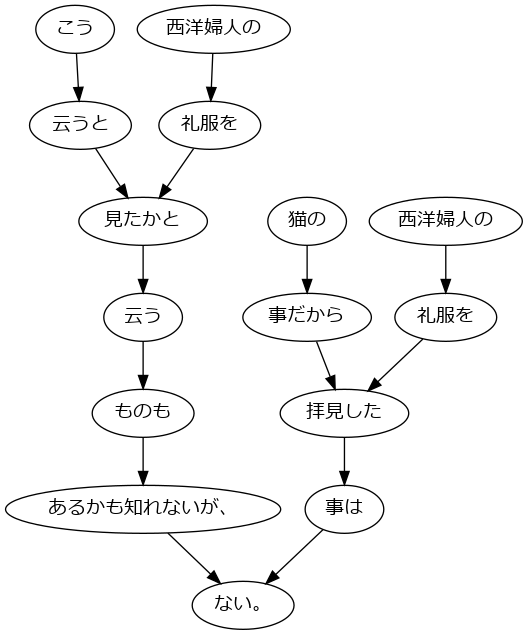 こう
西洋婦人の
云うと
礼服を
見たかと
猫の
西洋婦人の
云う
事だから
礼服を
ものも
拝見した
あるかも知れないが、
事は
ない。